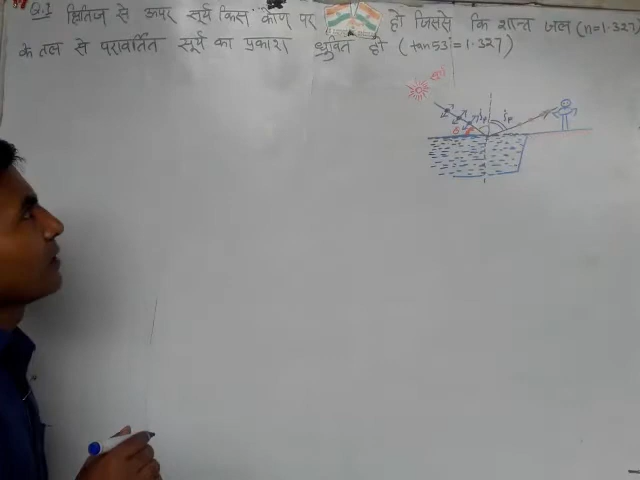 Q.1 क्षितिज से ऊपर सूर्य किस कोण पर हो जिससे कि शान्त जल (n=1.327)
के तल से परावर्तित सूर्य का प्रकाश ध्रुवित हो (tan53°=1.327)